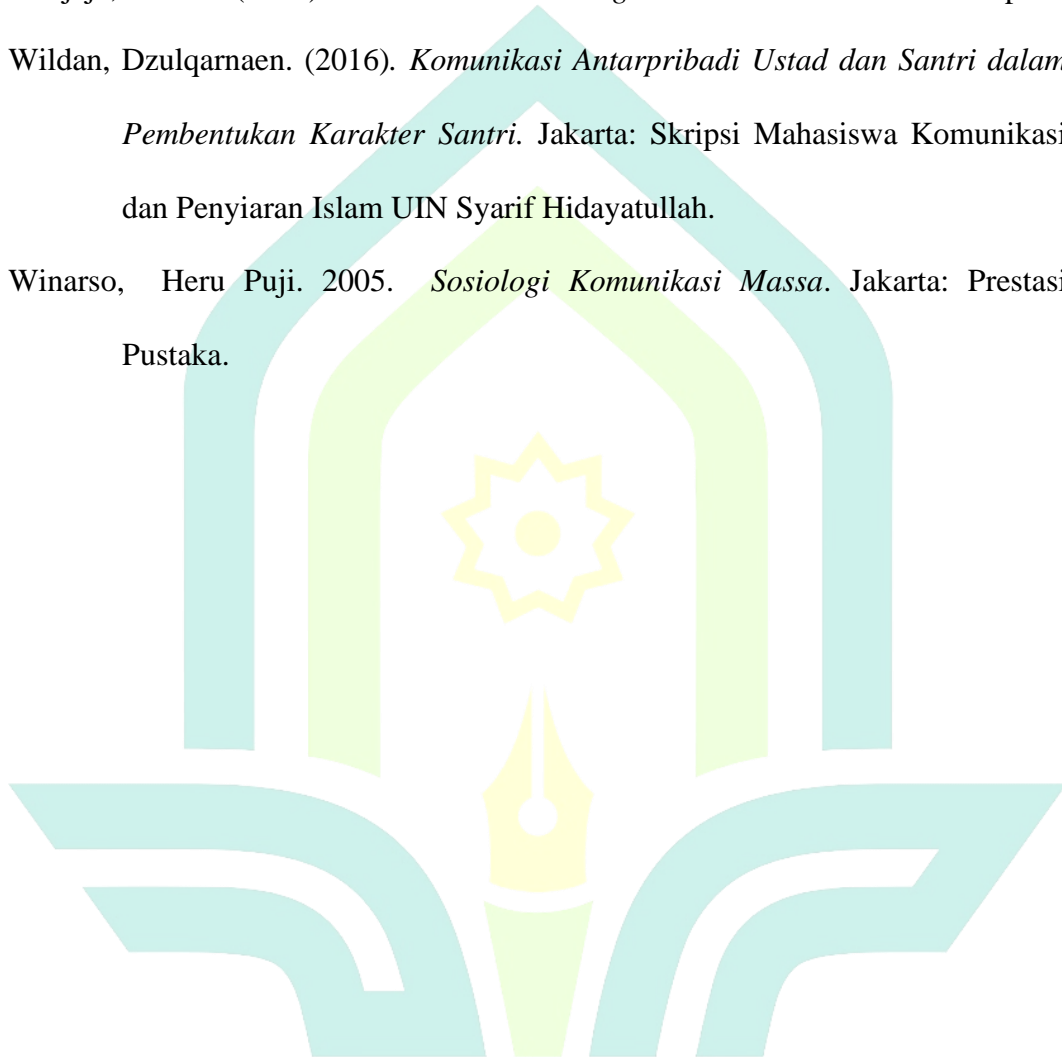 Wildan, Dzulqarnaen. (2016). Komunikasi Antarpribadi Ustad dan Santri dalam
Pembentukan Karakter Santri. Jakarta: Skripsi Mahasiswa Komunikasi
dan Penyiaran Islam UIN Syarif Hidayatullah.
Winarso, Heru Puji. 2005. Sosiologi Komunikasi Massa. Jakarta: Prestasi
Pustaka.